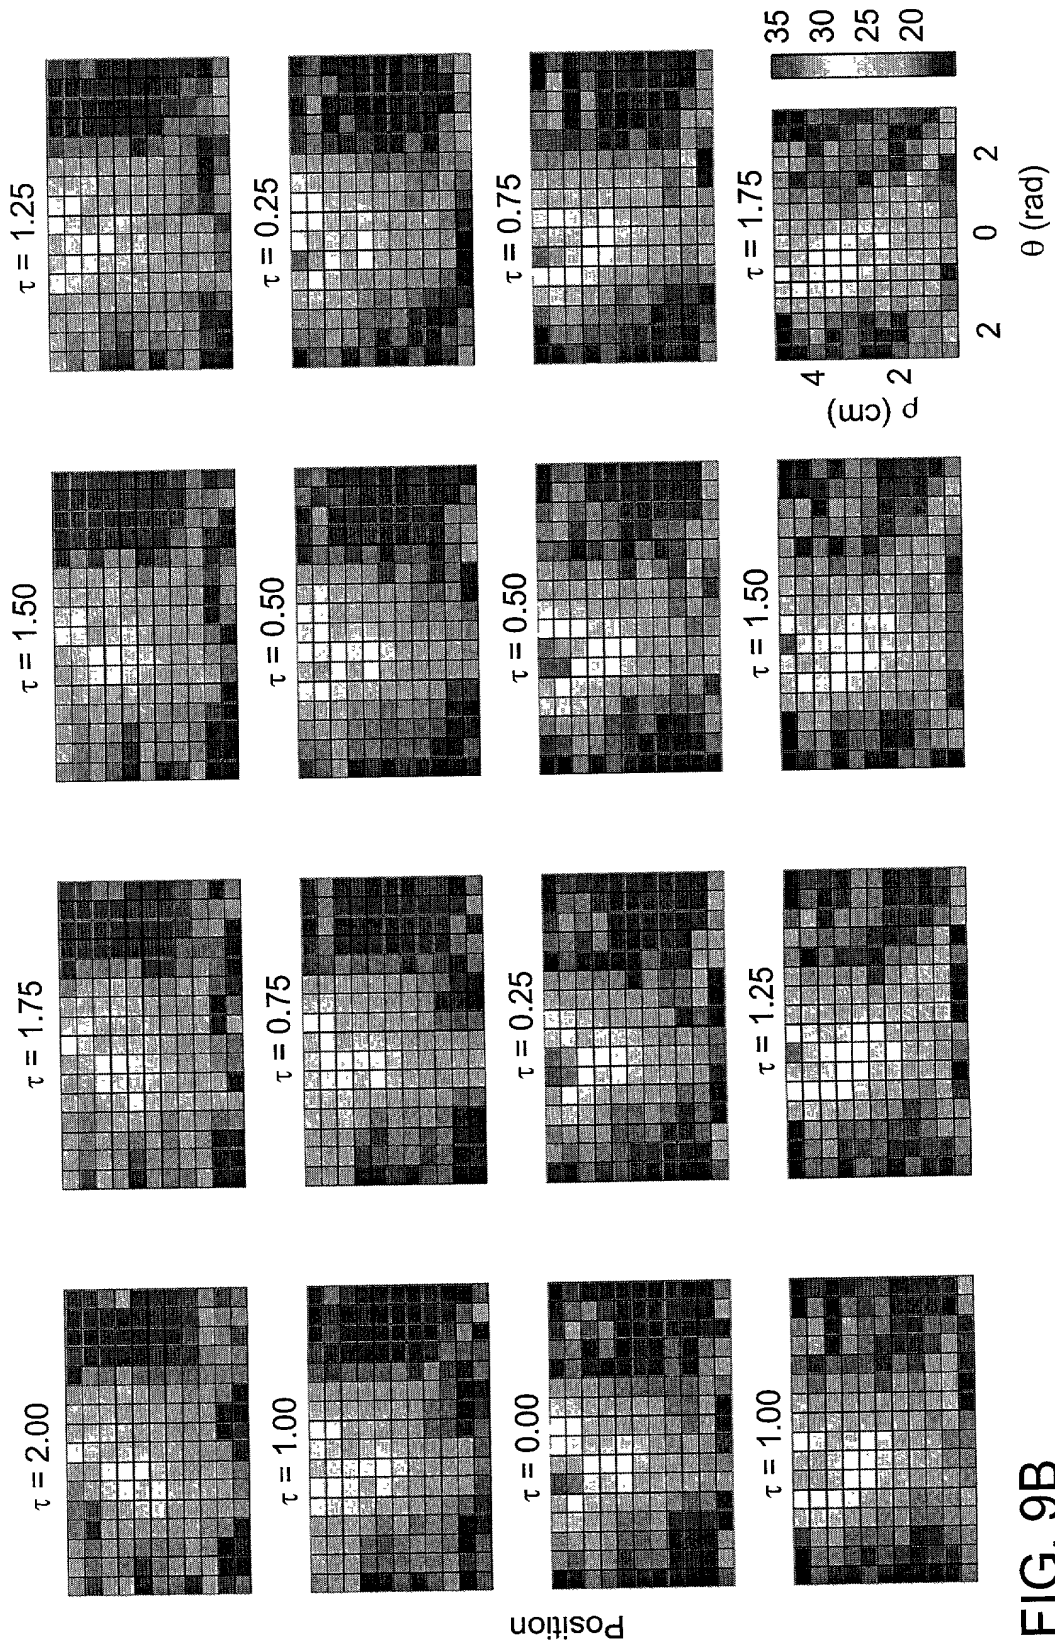 Position
τ = 2.00
τ = 1.75
τ = 1.50
τ = 1.25
τ = 1.00
τ = 0.75
τ = 0.50
τ = 0.25
τ = 0.00
τ = 0.25
τ = 0.50
τ = 0.75
τ = 1.00
τ = 1.25
τ = 1.50
τ = 1.75
35
30
25
20
ρ (cm)
4
2
2
0
2
θ (rad)
FIG. 9B